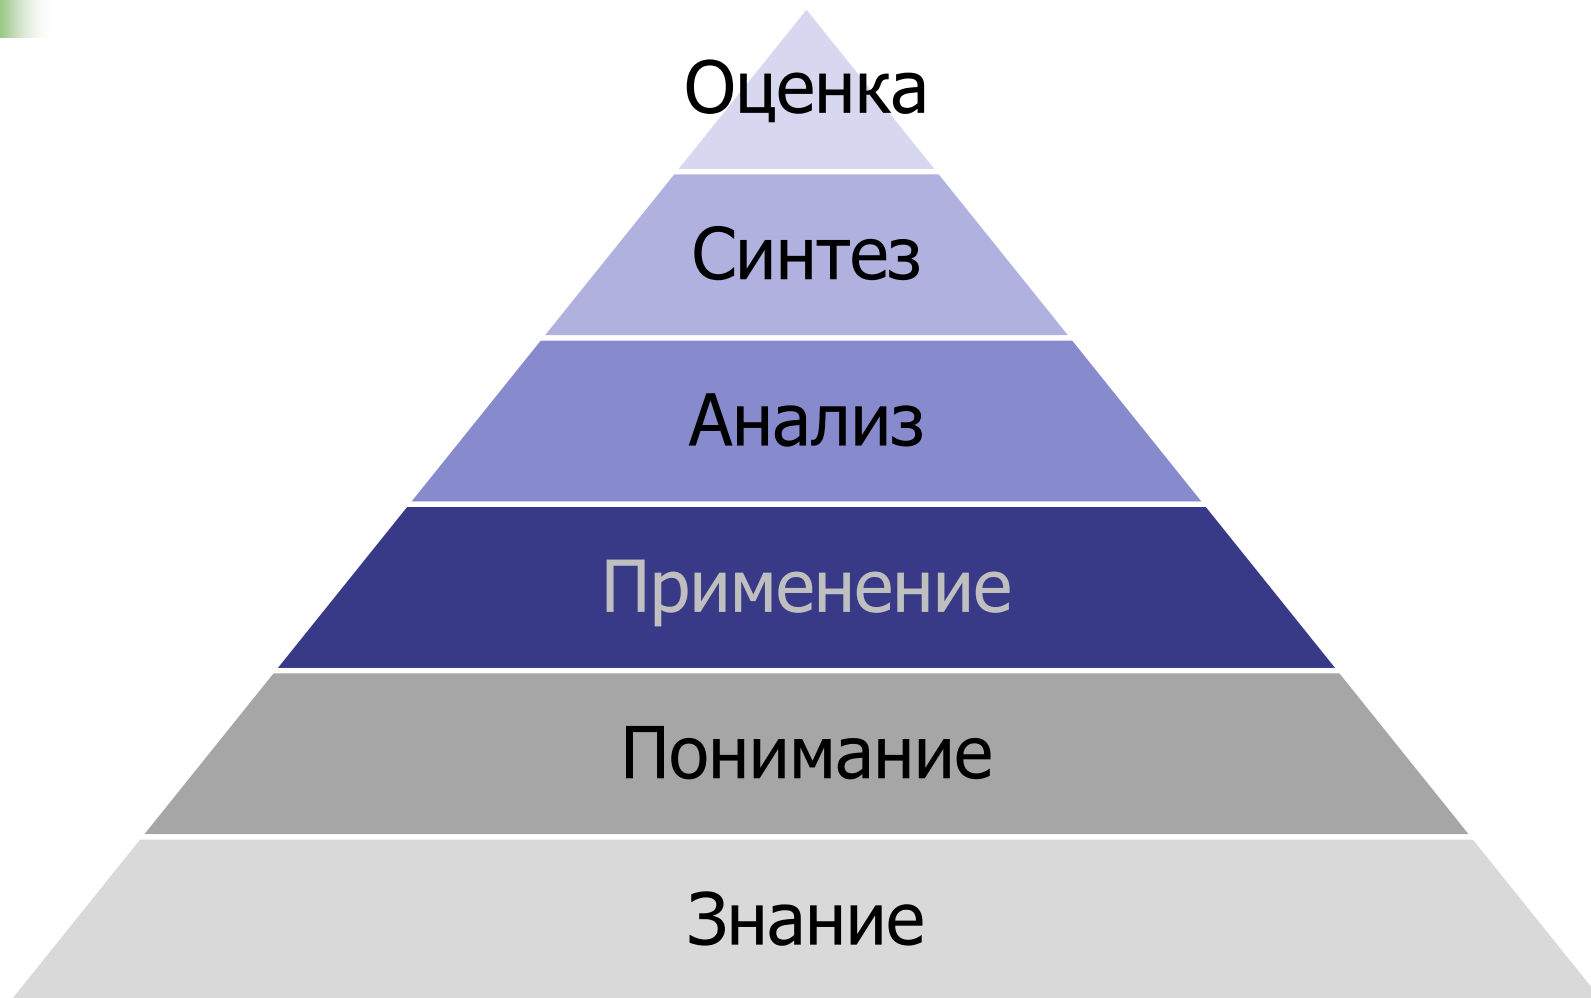 Оценка
Синтез
Анализ
Применение
Понимание
Знание